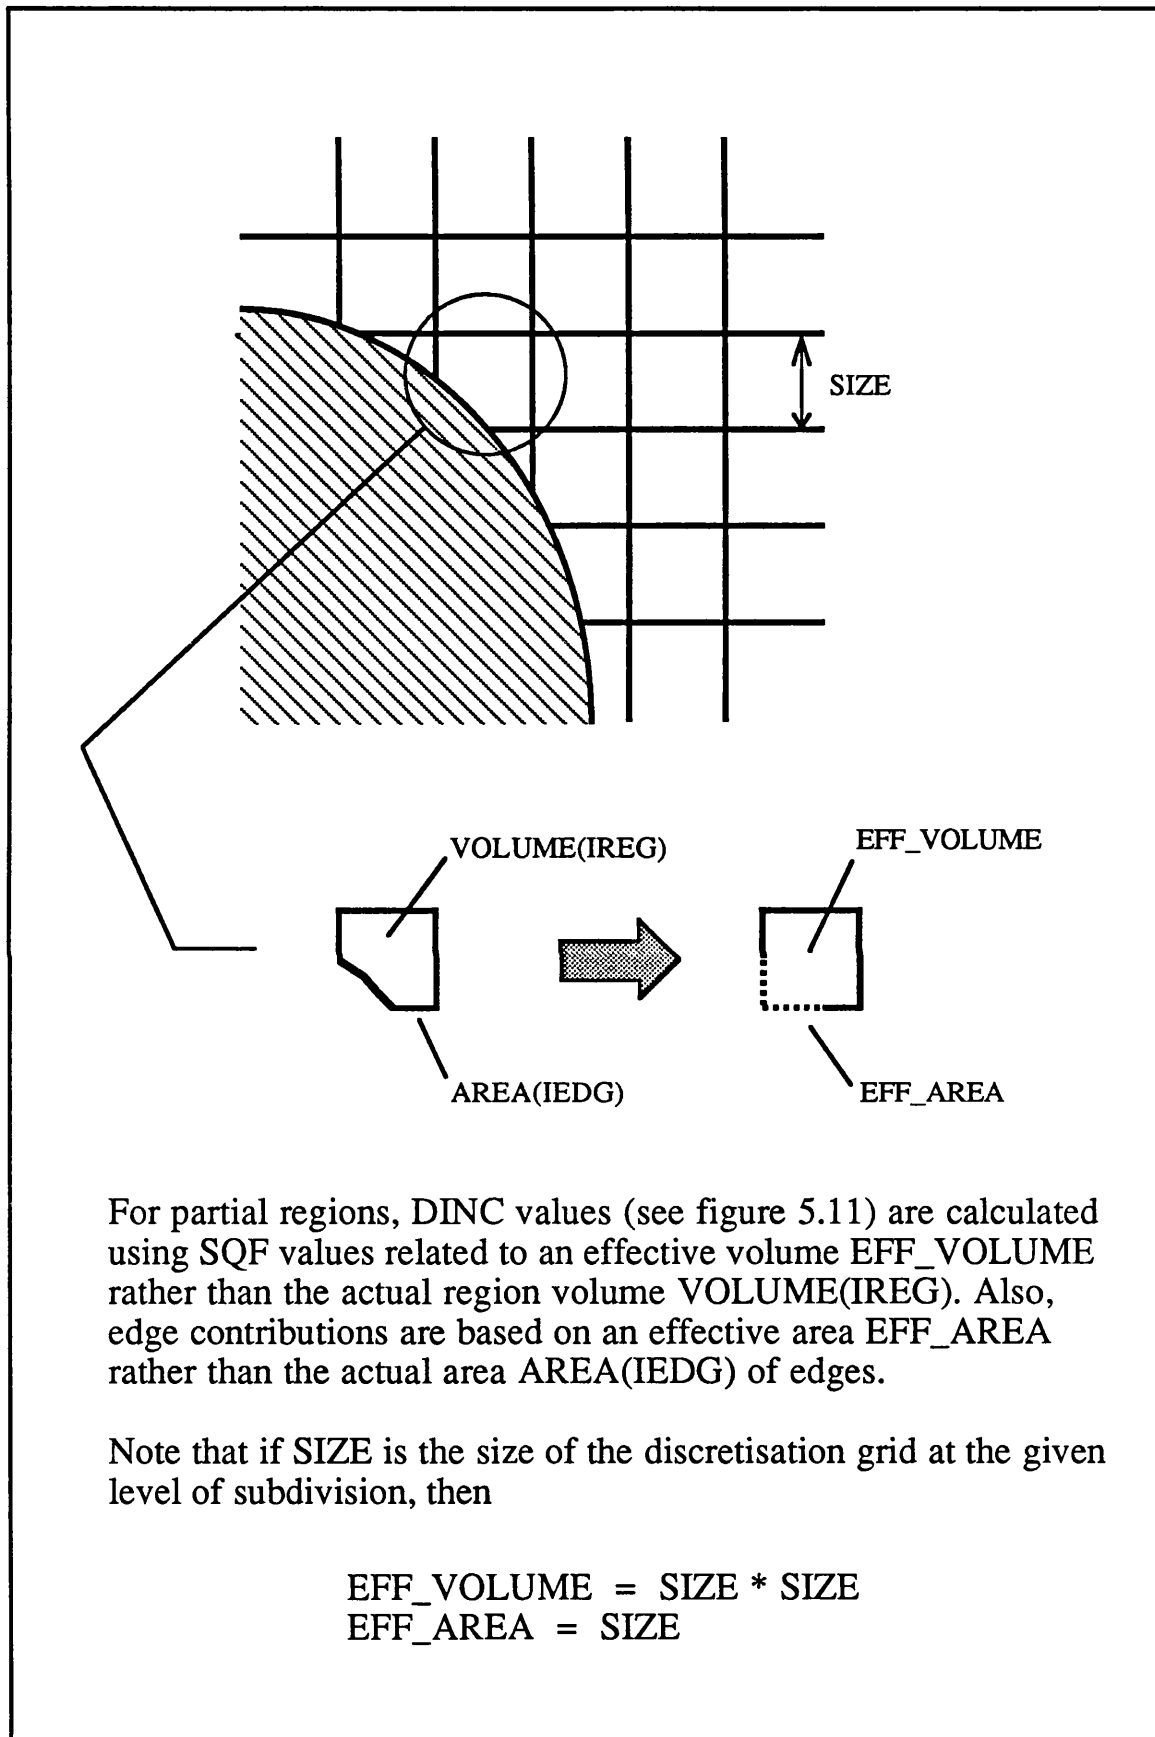 SIZE
VOLUME(IREG)
EFF_VOLUME
AREA(IEDG)
EFF_AREA
For partial regions, DINC values (see figure 5.11) are calculated
using SQF values related to an effective volume EFF_VOLUME
rather than the actual region volume VOLUME(IREG). Also,
edge contributions are based on an effective area EFF_AREA
rather than the actual area AREA(IEDG) of edges.
Note that if SIZE is the size of the discretisation grid at the given
level of subdivision, then
EFF_VOLUME = SIZE * SIZE
EFF_AREA = SIZE